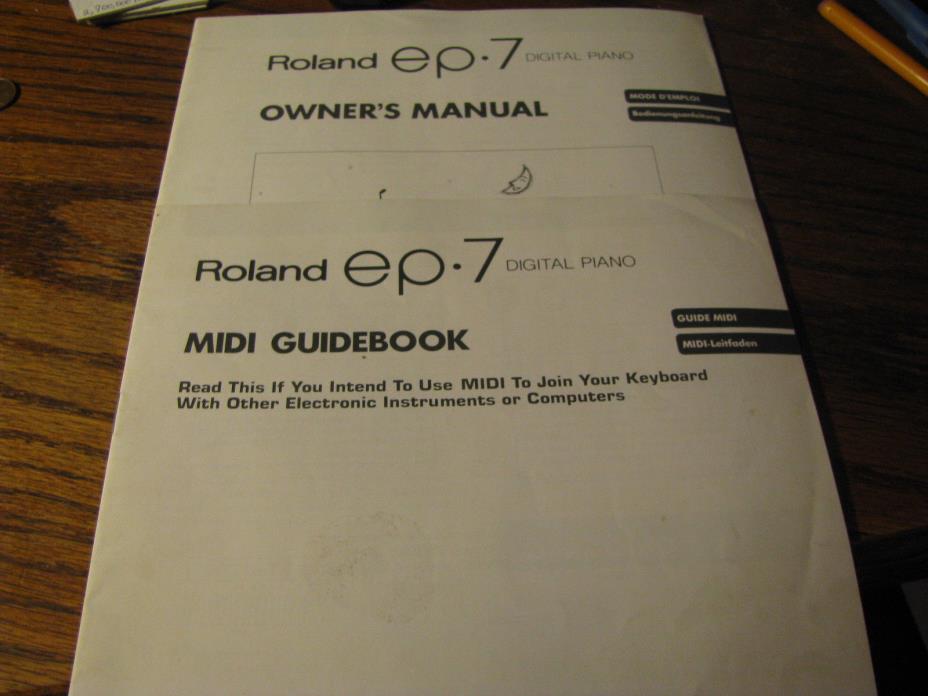 Roland ep·7 DIGITAL PIANO
OWNER'S MANUAL
MODE D'EMPLOI
Bedienungsanleitung
Roland ep·7 DIGITAL PIANO
MIDI GUIDEBOOK
GUIDE MIDI
MIDI-Leitfaden
Read This If You Intend To Use MIDI To Join Your Keyboard
With Other Electronic Instruments or Computers